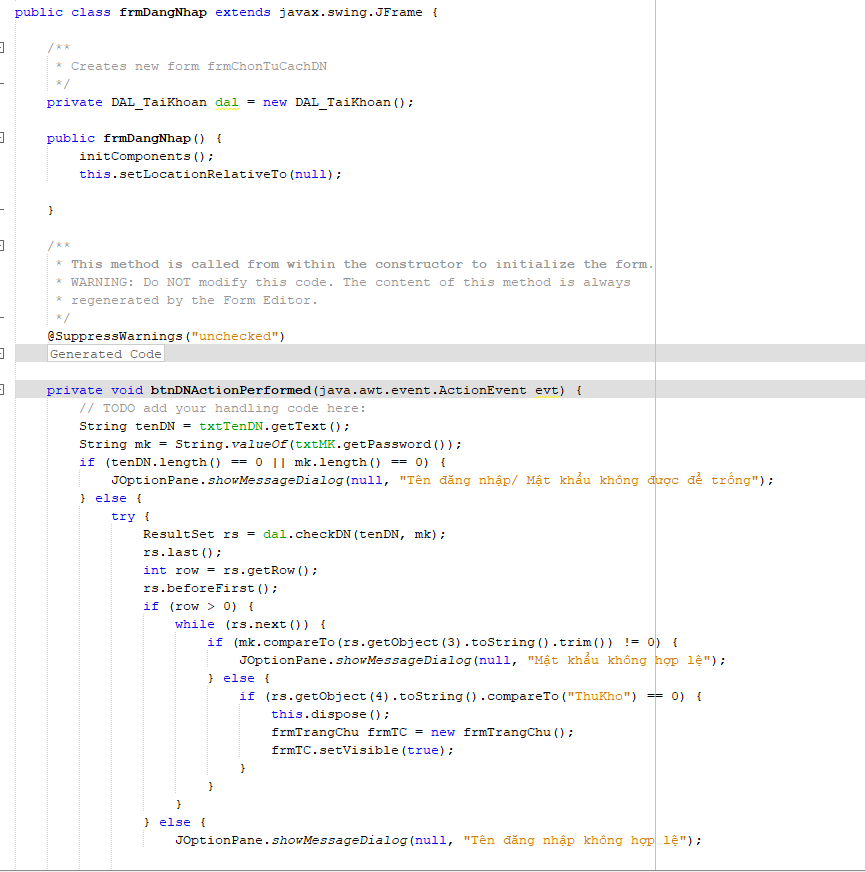 public class frmDangNhap extends javax.swing.JFrame {
/**
* Creates new form frmChonTuCachDN
*/
private DAL_TaiKhoan dal = new DAL_TaiKhoan();
public frmDangNhap() {
initComponents();
this.setLocationRelativeTo(null);
}
/**
* This method is called from within the constructor to initialize the form.
* WARNING: Do NOT modify this code. The content of this method is always
* regenerated by the Form Editor.
*/
@SuppressWarnings("unchecked")
Generated Code
private void btnDNActionPerformed(java.awt.event.ActionEvent evt) {
// TODO add your handling code here:
String tenDN = txtTenDN.getText();
String mk = String.valueOf(txtMK.getPassword());
if (tenDN.length() == 0 || mk.length() == 0) {
JOptionPane.showMessageDialog(null, "Tên đăng nhập/ Mật khẩu không được để trống");
} else {
try {
ResultSet rs = dal.checkDN(tenDN, mk);
rs.last();
int row = rs.getRow();
rs.beforeFirst();
if (row > 0) {
while (rs.next()) {
if (mk.compareTo(rs.getObject(3).toString().trim()) != 0) {
JOptionPane.showMessageDialog(null, "Mật khẩu không hợp lệ");
} else {
if (rs.getObject(4).toString().compareTo("ThuKho") == 0) {
this.dispose();
frmTrangChu frmTC = new frmTrangChu();
frmTC.setVisible(true);
}
}
}
} else {
JOptionPane.showMessageDialog(null, "Tên đăng nhập không hợp lệ");